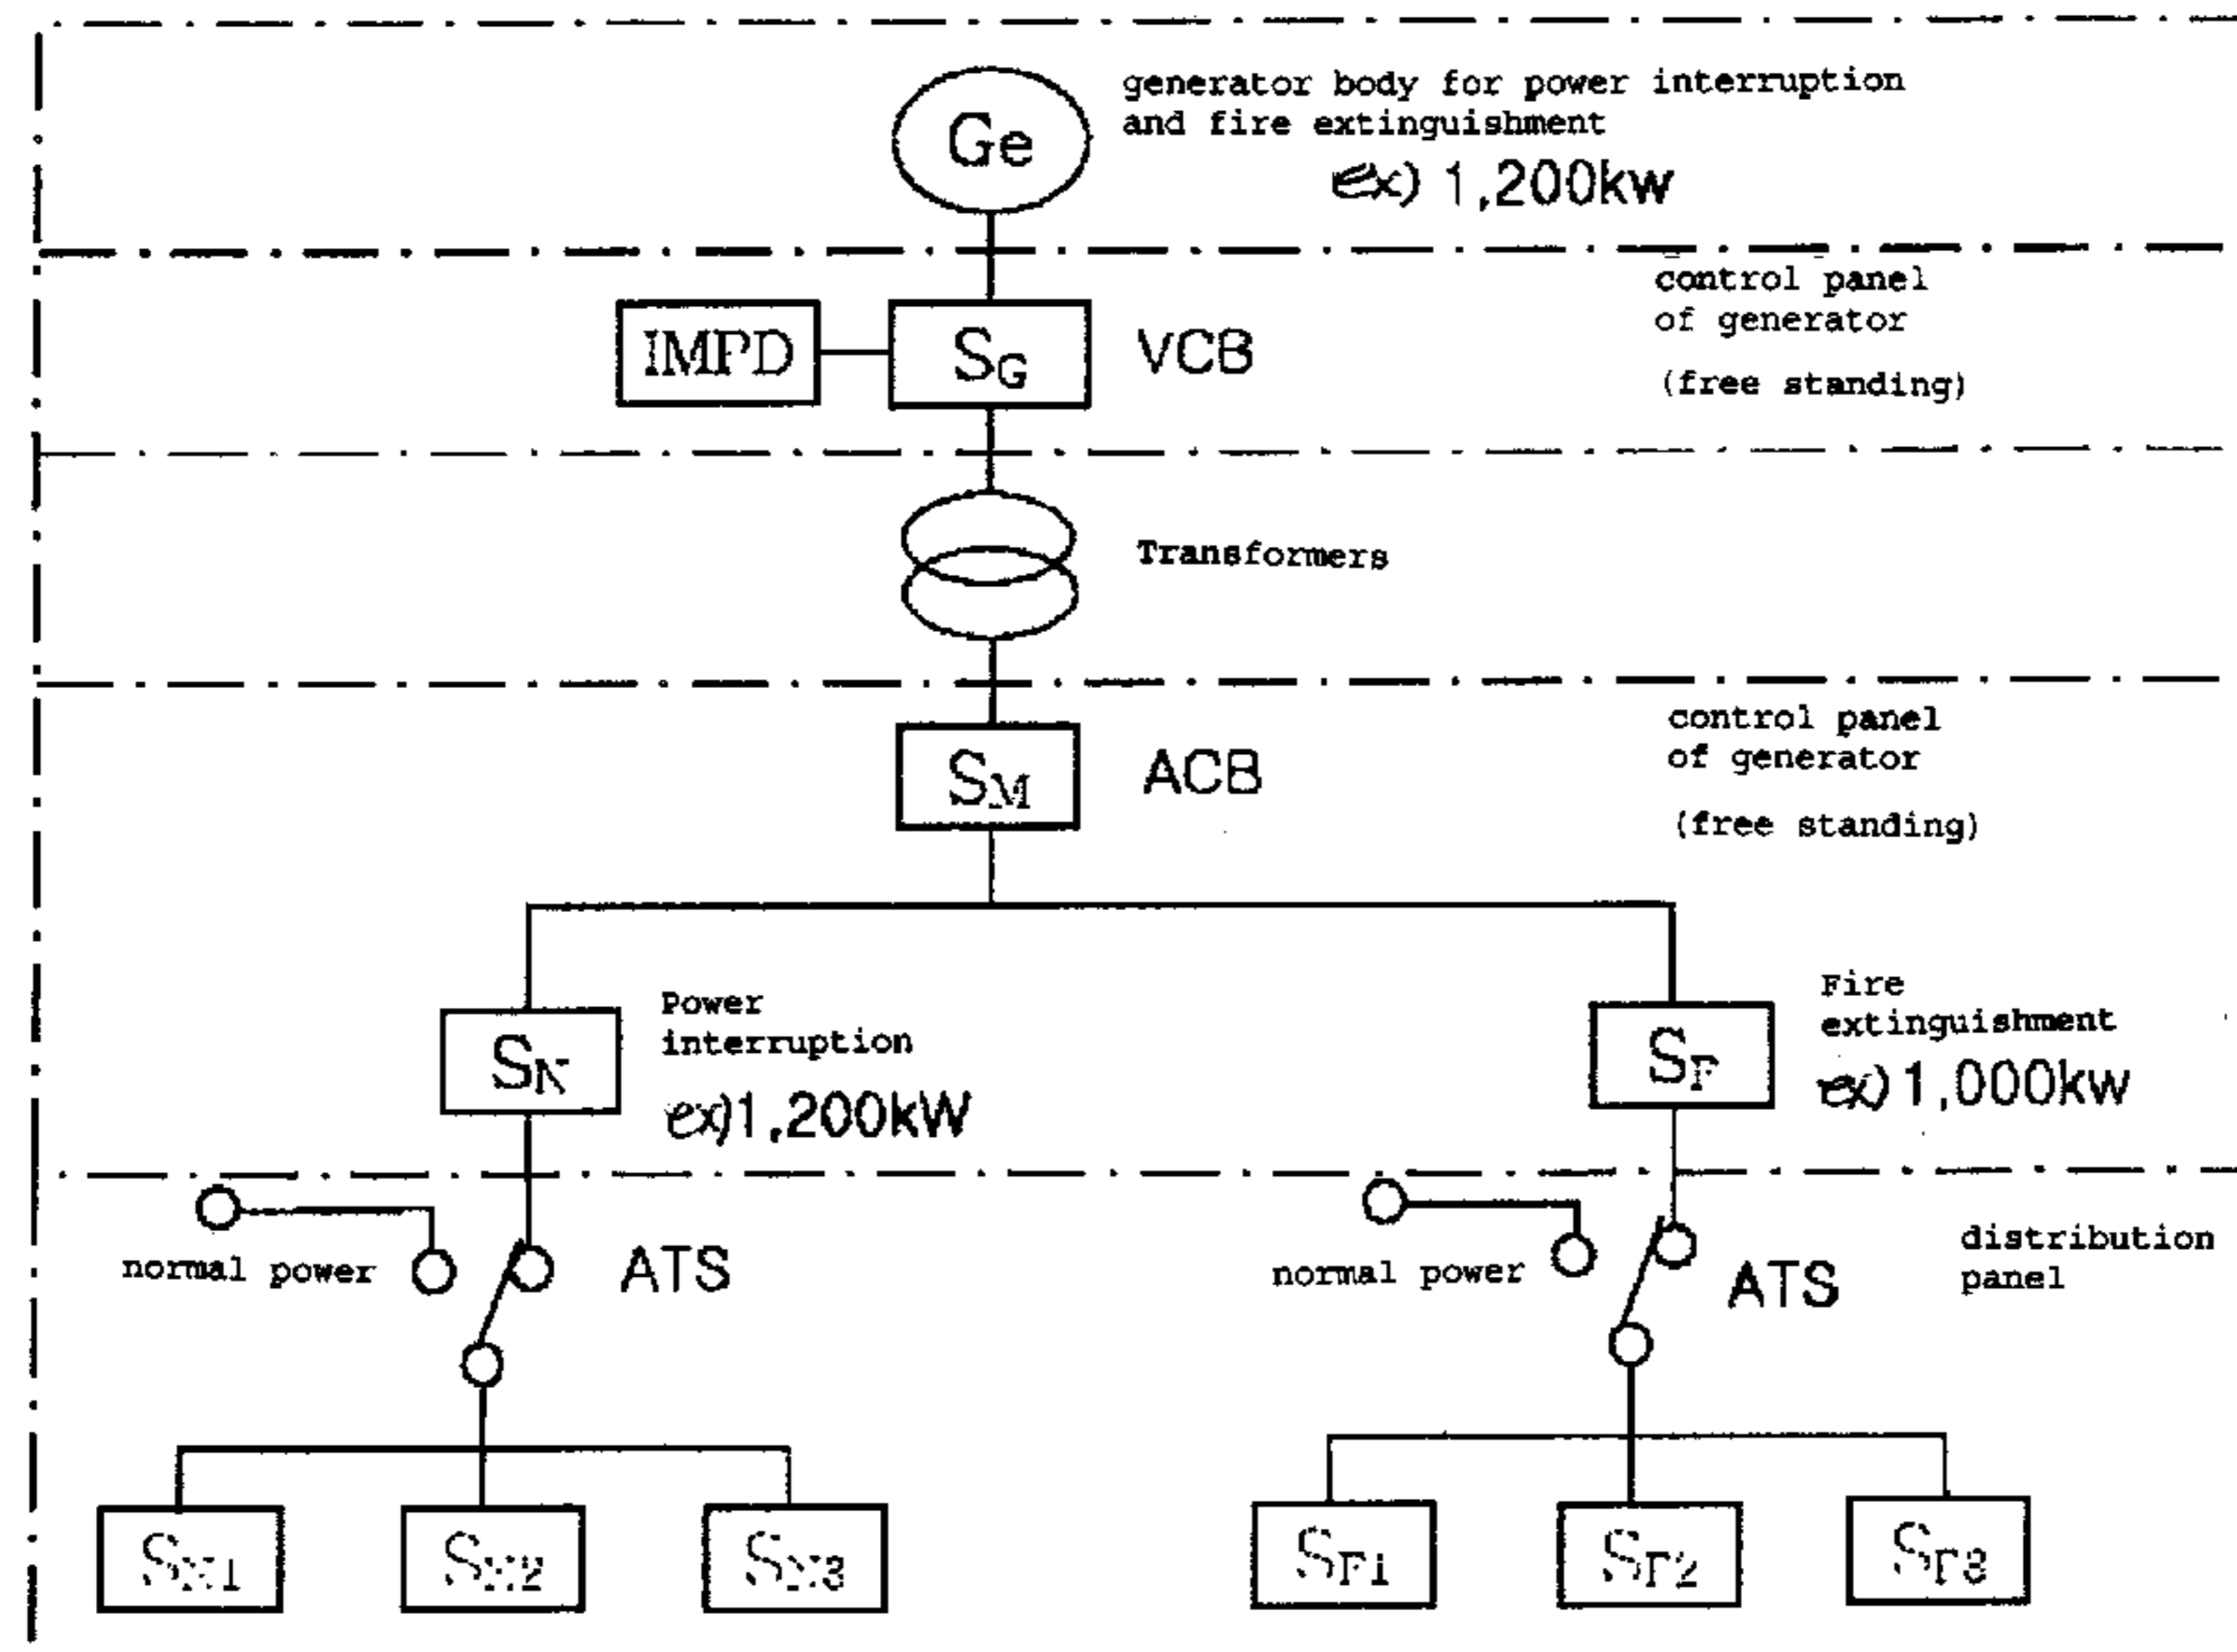 generator body for power interruption
and fire extinguishment
Ge
ex) 1,200kw
control panel
of generator
(free standing)
IMPD
SG
VCB
Transformers
control panel
of generator
(free standing)
SM
ACB
Power
interruption
SN
ex)1,200kW
Fire
extinguishment
SF
ex) 1,000kw
normal power
ATS
normal power
ATS
distribution
panel
SN1
SN2
SN3
SF1
SF2
SF3